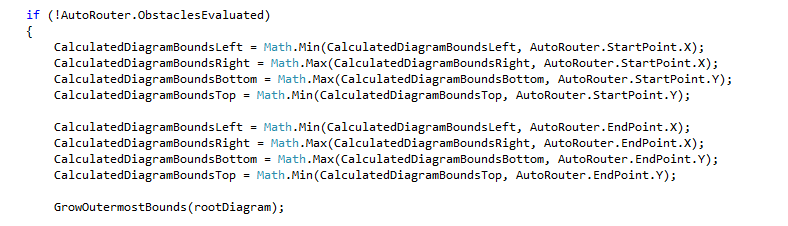 if (!AutoRouter.ObstaclesEvaluated)
{
CalculatedDiagramBoundsLeft = Math.Min(CalculatedDiagramBoundsLeft, AutoRouter.StartPoint.X);
CalculatedDiagramBoundsRight = Math.Max(CalculatedDiagramBoundsRight, AutoRouter.StartPoint.X);
CalculatedDiagramBoundsBottom = Math.Max(CalculatedDiagramBoundsBottom, AutoRouter.StartPoint.Y);
CalculatedDiagramBoundsTop = Math.Min(CalculatedDiagramBoundsTop, AutoRouter.StartPoint.Y);
CalculatedDiagramBoundsLeft = Math.Min(CalculatedDiagramBoundsLeft, AutoRouter.EndPoint.X);
CalculatedDiagramBoundsRight = Math.Max(CalculatedDiagramBoundsRight, AutoRouter.EndPoint.X);
CalculatedDiagramBoundsBottom = Math.Max(CalculatedDiagramBoundsBottom, AutoRouter.EndPoint.Y);
CalculatedDiagramBoundsTop = Math.Min(CalculatedDiagramBoundsTop, AutoRouter.EndPoint.Y);
GrowOutermostBounds(rootDiagram);